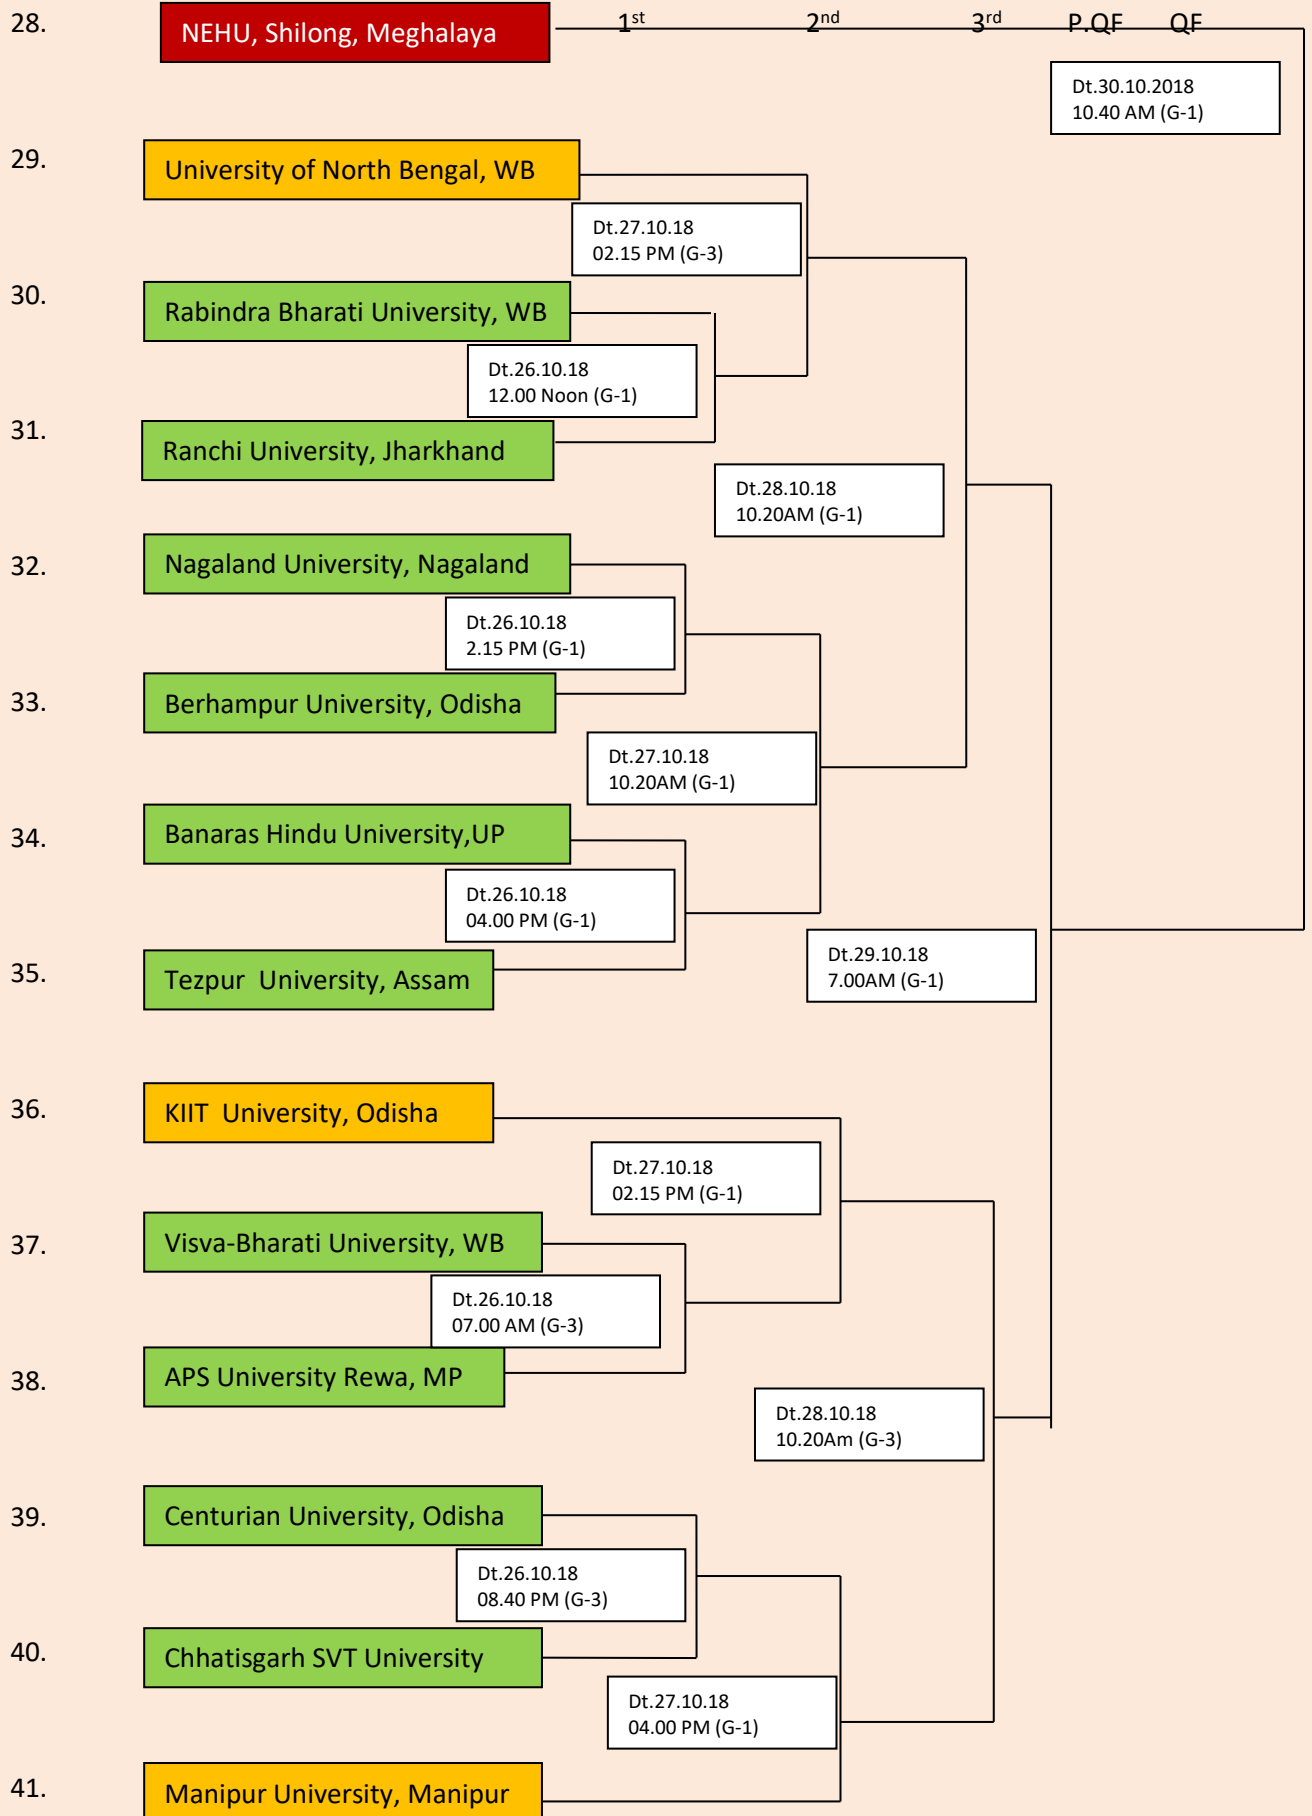 28. NEHU, Shilong, Meghalaya 1st 2nd 3rd P.QF QF
Dt.30.10.2018
10.40 AM (G-1)
29. University of North Bengal, WB
Dt.27.10.18
02.15 PM (G-3)
30. Rabindra Bharati University, WB
Dt.26.10.18
12.00 Noon (G-1)
31. Ranchi University, Jharkhand
Dt.28.10.18
10.20AM (G-1)
32. Nagaland University, Nagaland
Dt.26.10.18
2.15 PM (G-1)
33. Berhampur University, Odisha
Dt.27.10.18
10.20AM (G-1)
34. Banaras Hindu University,UP
Dt.26.10.18
04.00 PM (G-1)
35. Tezpur  University, Assam
Dt.29.10.18
7.00AM (G-1)
36. KIIT  University, Odisha
Dt.27.10.18
02.15 PM (G-1)
37. Visva-Bharati University, WB
Dt.26.10.18
07.00 AM (G-3)
38. APS University Rewa, MP
Dt.28.10.18
10.20Am (G-3)
39. Centurian University, Odisha
Dt.26.10.18
08.40 PM (G-3)
40. Chhatisgarh SVT University
Dt.27.10.18
04.00 PM (G-1)
41. Manipur University, Manipur